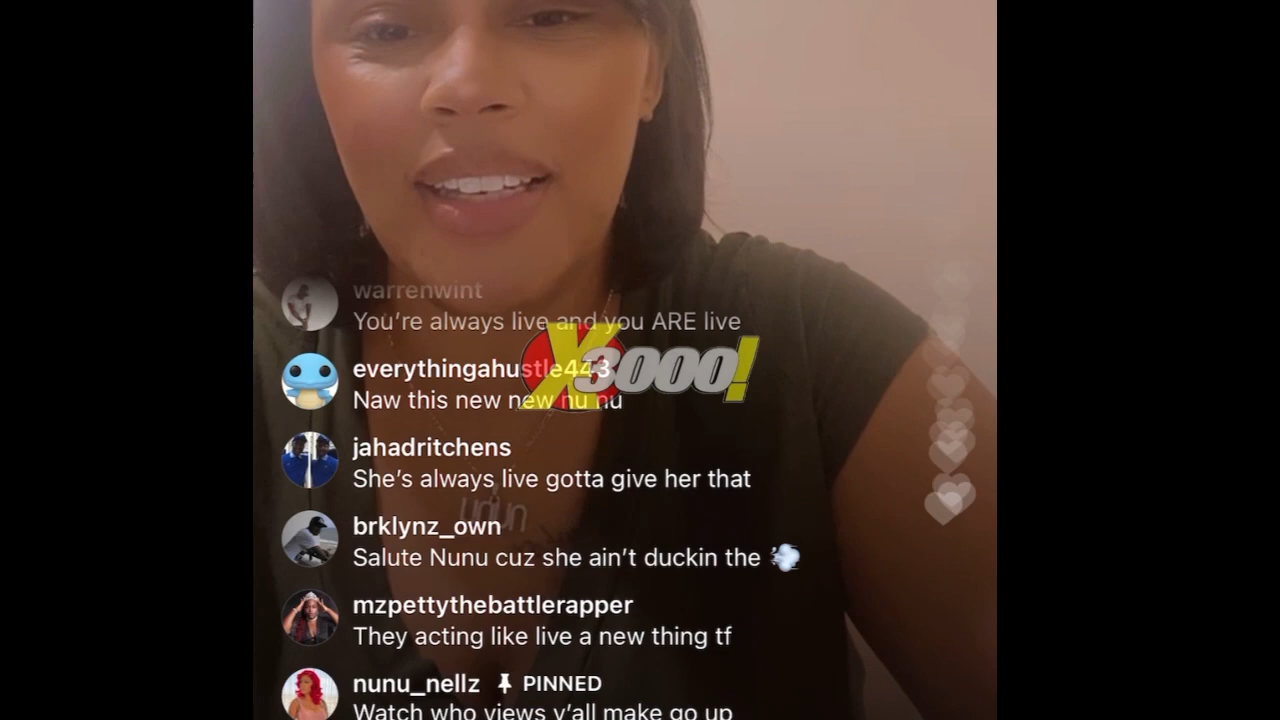 warrenwint
You’re always live and you ARE live
everythingahustle443
X3000!
Naw this new new nu nu
jahadritchens
She’s always live gotta give her that
unun
brklynz_own
Salute Nunu cuz she ain’t duckin the 💨
mzpettythebattlerapper
They acting like live a new thing tf
nunu_nellz PINNED
Watch who views y’all make go up